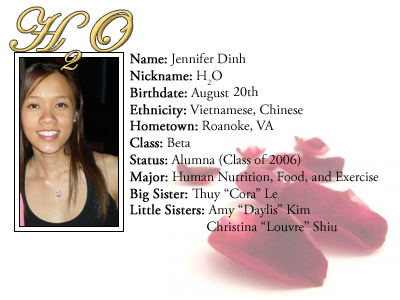 H2O
Name: Jennifer Dinh
Nickname: H2O
Birthdate: August 20th
Ethnicity: Vietnamese, Chinese
Hometown: Roanoke, VA
Class: Beta
Status: Alumna (Class of 2006)
Major: Human Nutrition, Food, and Exercise
Big Sister: Thuy “Cora” Le
Little Sisters: Amy “Daylis” Kim
Christina “Louvre” Shiu